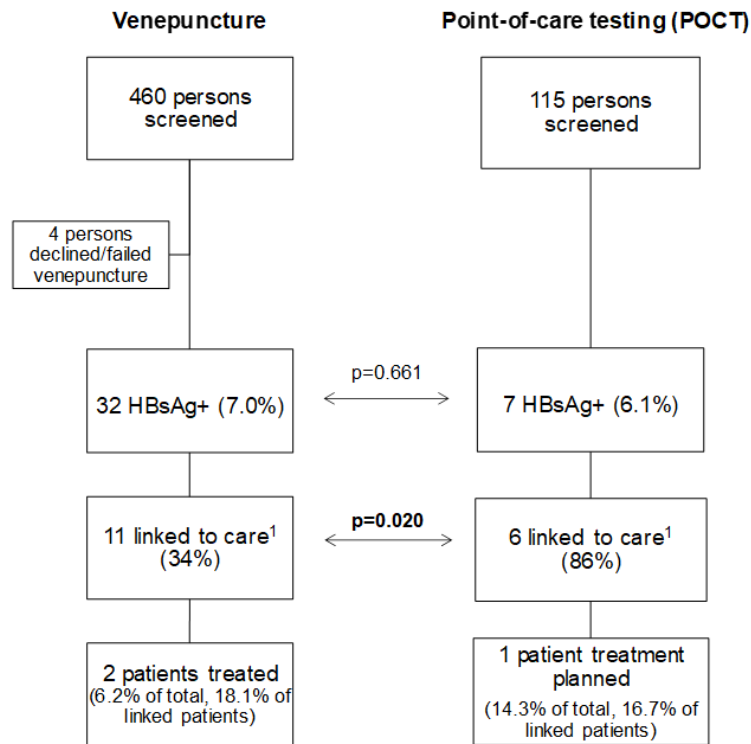 Venepuncture
Point-of-care testing (POCT)
460 persons
screened
115 persons
screened
4 persons
declined/failed
venepuncture
32 HBsAg+ (7.0%)
p=0.661
7 HBsAg+ (6.1%)
11 linked to care¹
(34%)
p=0.020
6 linked to care¹
(86%)
2 patients treated
(6.2% of total, 18.1% of
linked patients)
1 patient treatment
planned
(14.3% of total, 16.7% of
linked patients)